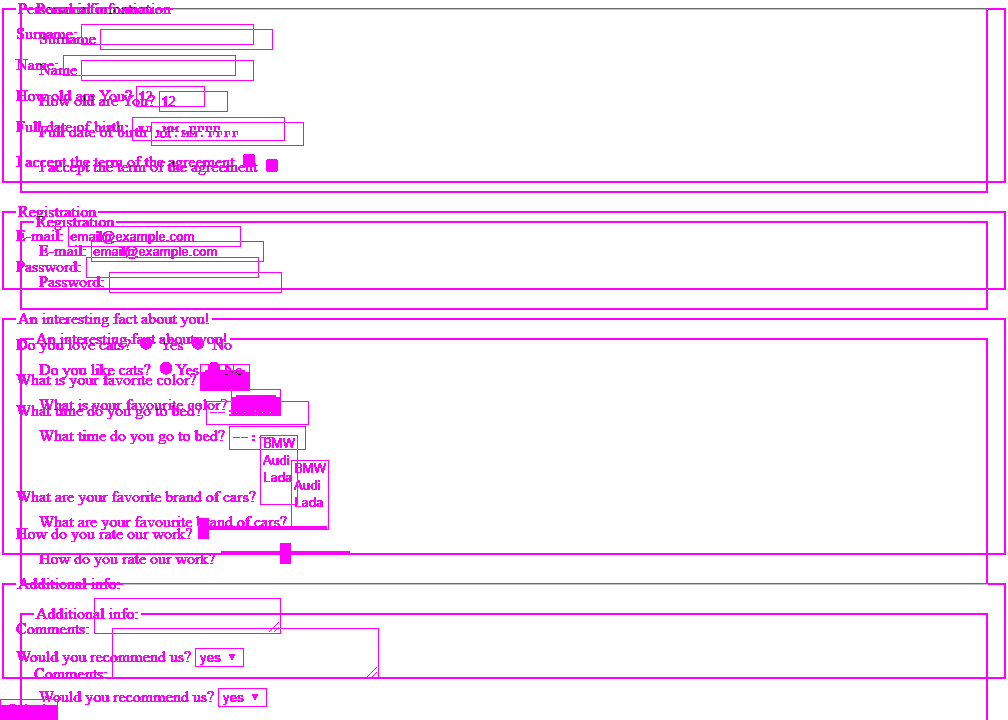 Personal information
Personal information
Surname:
Surname
Name:
Name
How old are You? 12
How old are You? 12
Full date of birth:
Full date of birth
I accept the term of the agreement
I accept the term of the agreement
Registration
Registration
E-mail: email@example.com
E-mail: email@example.com
Password:
Password:
An interesting fact about you!
An interesting fact about you!
Do you love cats? Yes No
Do you like cats? Yes No
What is your favorite color?
What is your favourite color?
What time do you go to bed? --:--
What time do you go to bed? --:--
BMW
Audi
Lada
BMW
Audi
Lada
What are your favorite brand of cars?
What are your favourite brand of cars?
How do you rate our work?
How do you rate our work?
Additional info:
Additional info:
Comments:
Would you recommend us? yes
Comments:
Would you recommend us? yes